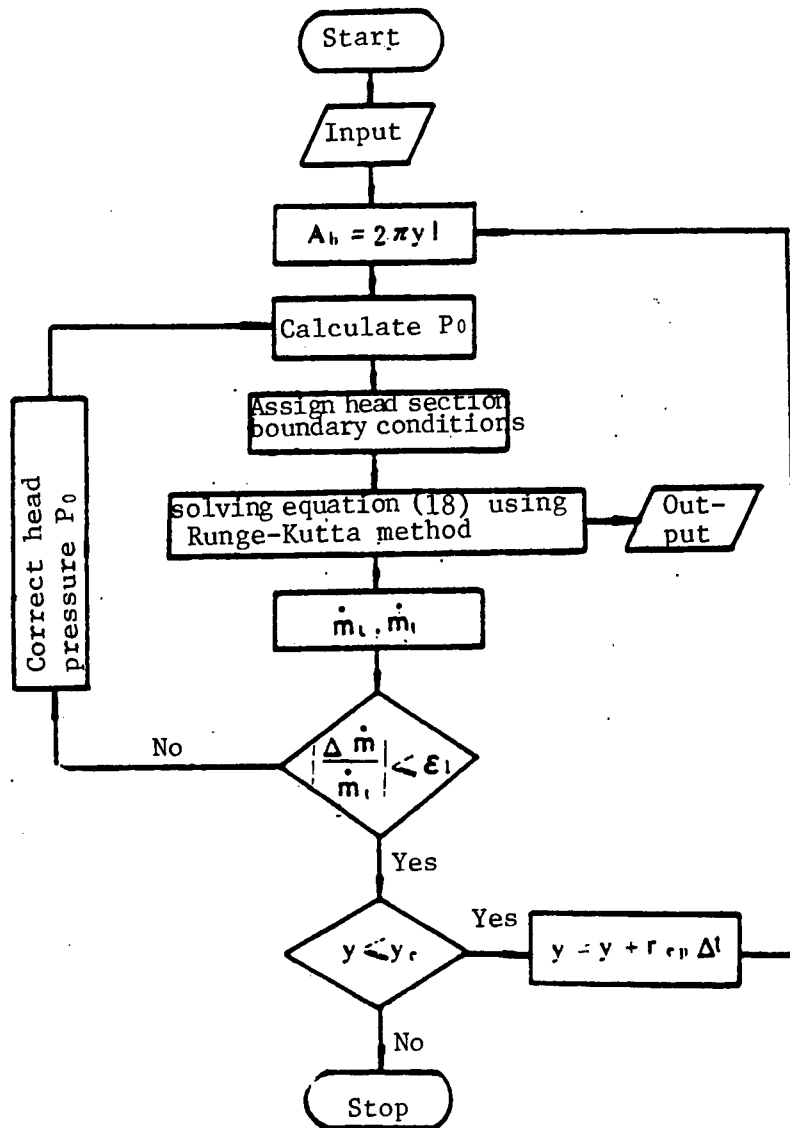 Start
Input
A_b = 2πyl
Calculate P0
Assign head section
boundary conditions
solving equation (18) using
Runge-Kutta method
Out-
put
Correct head
pressure P0
ṁ_L , ṁ_t
No
|Δṁ / ṁ_t| ≤ ε1
Yes
y ≤ y_e
Yes
y = y + r_ep Δt
No
Stop